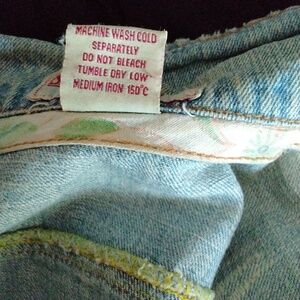 MACHINE WASH COLD
SEPARATELY
DO NOT BLEACH
TUMBLE DRY LOW
MEDIUM IRON 150°C